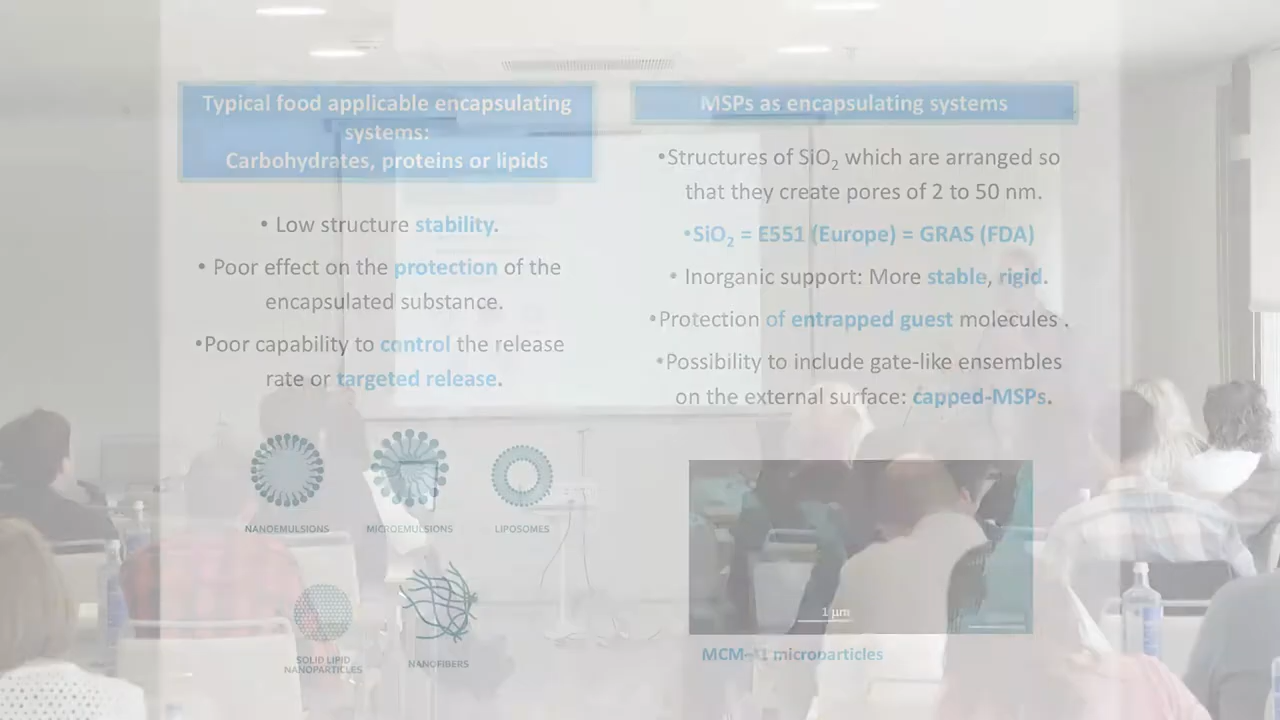 Typical food applicable encapsulating
systems:
Carbohydrates, proteins or lipids
• Low structure stability.
• Poor effect on the protection of the
encapsulated substance.
•Poor capability to control the release
rate or targeted release.
NANOEMULSIONS
MICROEMULSIONS
LIPOSOMES
SOLID LIPID
NANOPARTICLES
NANOFIBERS
MSPs as encapsulating systems
•Structures of SiO₂ which are arranged so
that they create pores of 2 to 50 nm.
•SiO₂ = E551 (Europe) = GRAS (FDA)
• Inorganic support: More stable, rigid.
•Protection of entrapped guest molecules .
•Possibility to include gate-like ensembles
on the external surface: capped-MSPs.
1 µm
MCM-41 microparticles